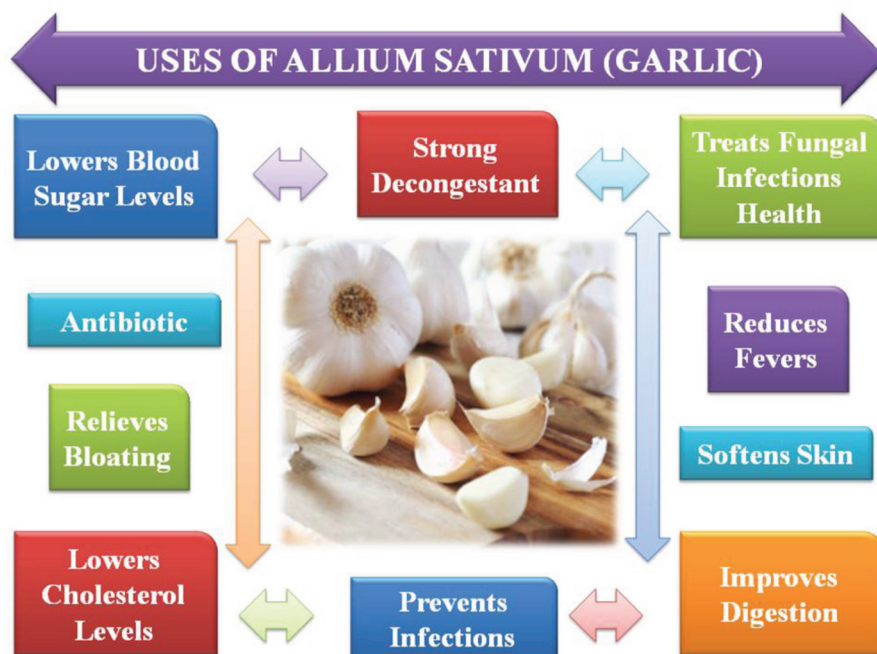 USES OF ALLIUM SATIVUM (GARLIC)
Lowers Blood
Sugar Levels
Strong
Decongestant
Treats Fungal
Infections
Health
Antibiotic
Reduces
Fevers
Relieves
Bloating
Softens Skin
Lowers
Cholesterol
Levels
Prevents
Infections
Improves
Digestion